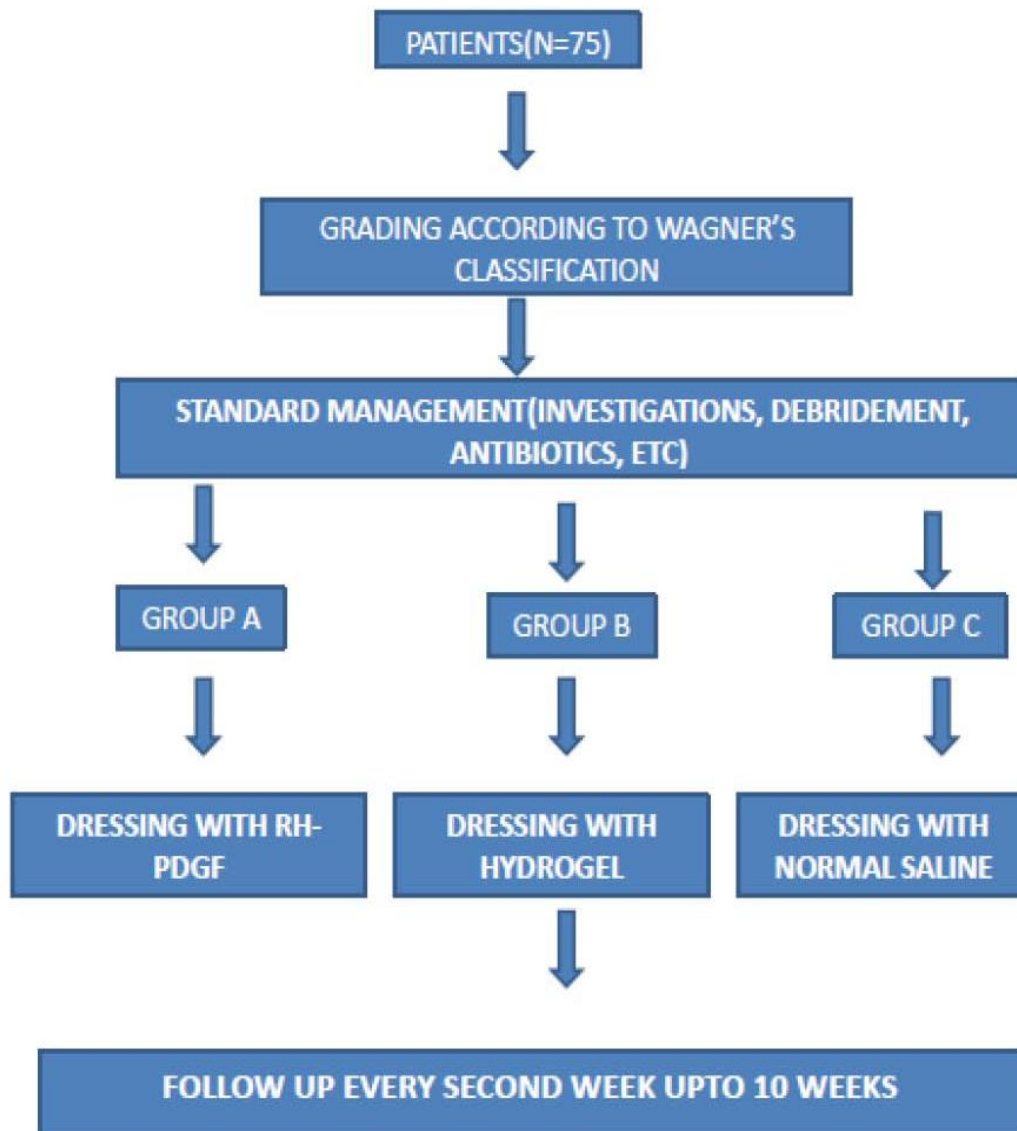 PATIENTS(N=75)
GRADING ACCORDING TO WAGNER’S
CLASSIFICATION
STANDARD MANAGEMENT(INVESTIGATIONS, DEBRIDEMENT,
ANTIBIOTICS, ETC)
GROUP A
GROUP B
GROUP C
DRESSING WITH RH-
PDGF
DRESSING WITH
HYDROGEL
DRESSING WITH
NORMAL SALINE
FOLLOW UP EVERY SECOND WEEK UPTO 10 WEEKS